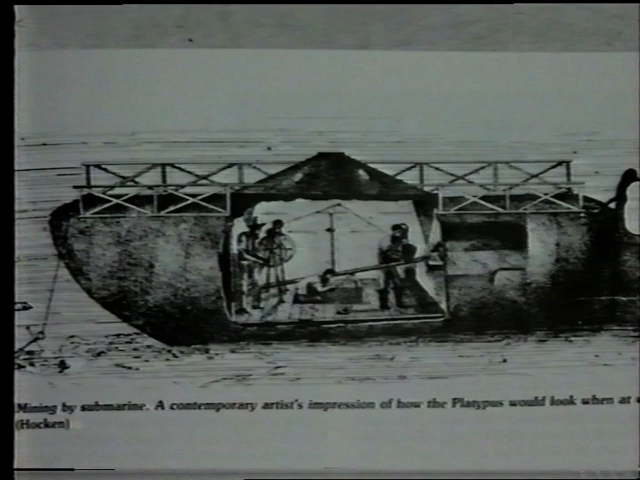 Mining by submarine. A contemporary artist's impression of how the Platypus would look when at
(Hocken)